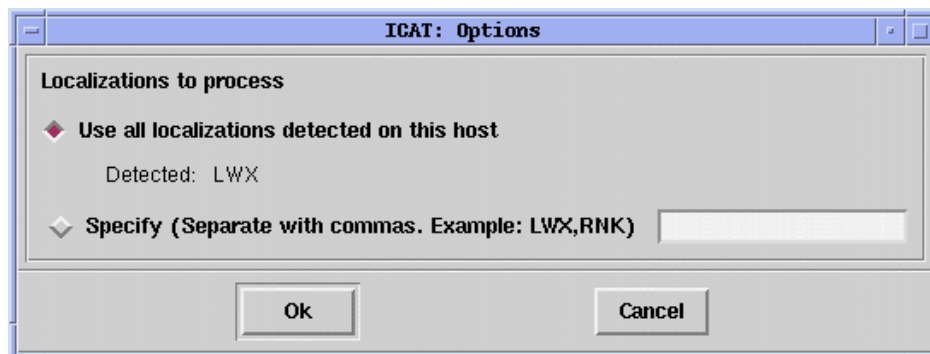 ICAT: Options
Localizations to process
Use all localizations detected on this host
Detected: LWX
Specify (Separate with commas. Example: LWX,RNK)
Ok Cancel